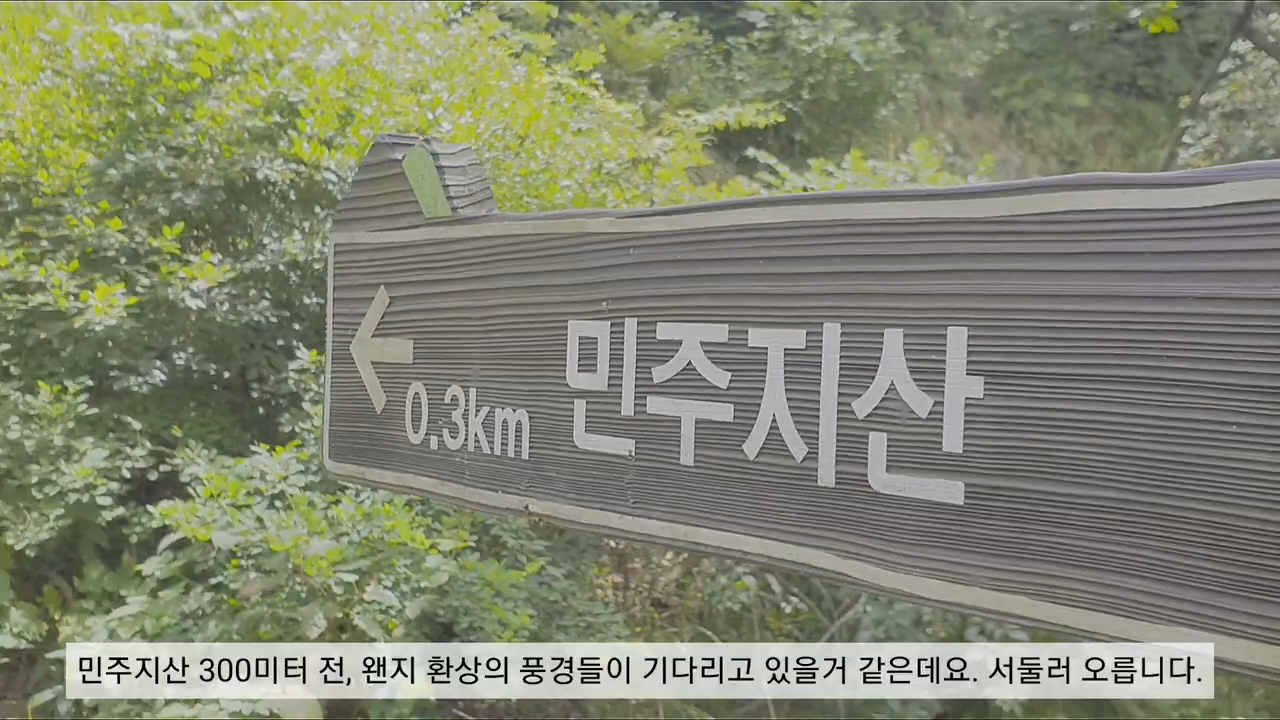 ← 0.3km 민주지산
민주지산 300미터 전, 왠지 환상의 풍경들이 기다리고 있을거 같은데요. 서둘러 오릅니다.